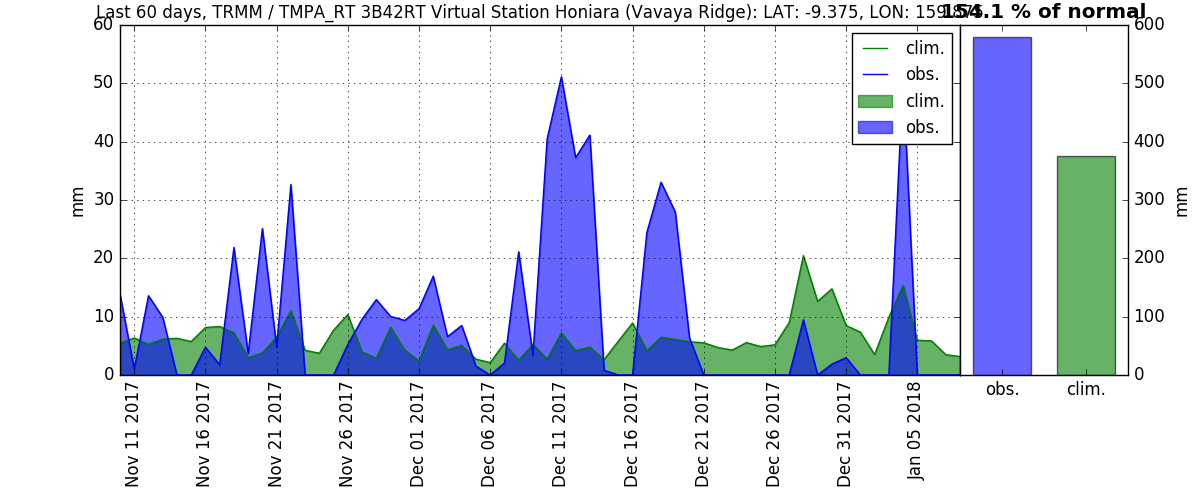 Last 60 days, TRMM / TMPA_RT 3B42RT Virtual Station Honiara (Vavaya Ridge): LAT: -9.375, LON:
154.1 % of normal
60
50
40
30
20
10
0
mm
clim.
obs.
clim.
obs.
600
500
400
300
200
100
0
mm
Nov 11 2017
Nov 16 2017
Nov 21 2017
Nov 26 2017
Dec 01 2017
Dec 06 2017
Dec 11 2017
Dec 16 2017
Dec 21 2017
Dec 26 2017
Dec 31 2017
Jan 05 2018
obs.
clim.